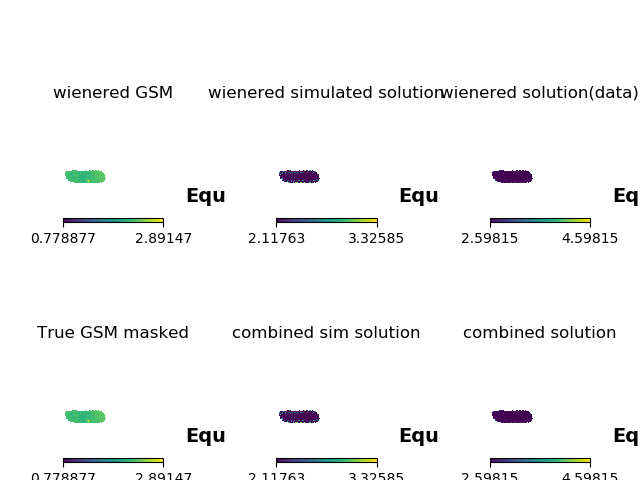 wienered GSM wienered simulated solution wienered solution(data)
Equ Equ Eq
0.778877 2.89147 2.11763 3.32585 2.59815 4.59815
True GSM masked combined sim solution combined solution
Equ Equ Eq
0.778877 2.89147 2.11763 3.32585 2.59815 4.59815